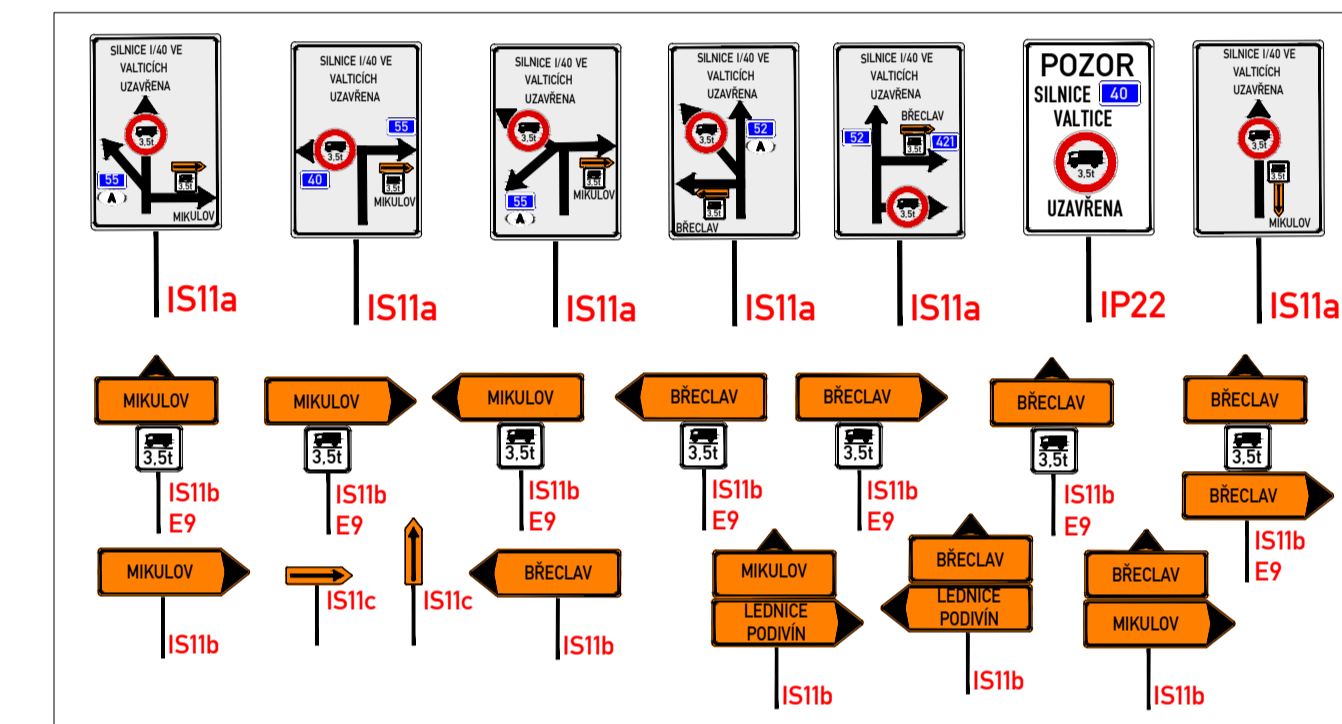 SILNICE I/40 VE
VALTICÍCH
UZAVŘENA
3,5t
55
A
3,5t
MIKULOV
IS11a
SILNICE I/40 VE
VALTICÍCH
UZAVŘENA
55
3,5t
40
3,5t
MIKULOV
IS11a
SILNICE I/40 VE
VALTICÍCH
UZAVŘENA
3,5t
3,5t
MIKULOV
55
A
IS11a
SILNICE I/40 VE
VALTICÍCH
UZAVŘENA
52
A
3,5t
3,5t
BŘECLAV
IS11a
SILNICE I/40 VE
VALTICÍCH
UZAVŘENA
BŘECLAV
52
421
3,5t
3,5t
IS11a
POZOR
SILNICE 40
VALTICE
3,5t
UZAVŘENA
IP22
SILNICE I/40 VE
VALTICÍCH
UZAVŘENA
3,5t
3,5t
MIKULOV
IS11a
MIKULOV
3,5t
IS11b
E9
MIKULOV
3,5t
IS11b
E9
MIKULOV
3,5t
IS11b
E9
BŘECLAV
3,5t
IS11b
E9
BŘECLAV
3,5t
IS11b
E9
BŘECLAV
3,5t
IS11b
E9
BŘECLAV
3,5t
BŘECLAV
IS11b
E9
MIKULOV
IS11b
IS11c
IS11c
BŘECLAV
IS11b
MIKULOV
LEDNICE
PODIVÍN
IS11b
BŘECLAV
LEDNICE
PODIVÍN
IS11b
BŘECLAV
MIKULOV
IS11b